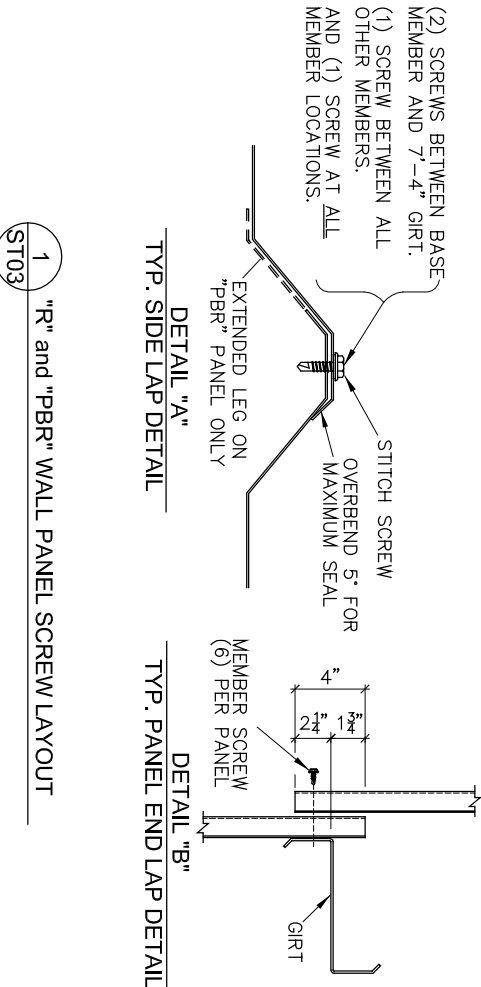 (2) SCREWS BETWEEN BASE
MEMBER AND 7'-4" GIRT.
(1) SCREW BETWEEN ALL
OTHER MEMBERS.
AND (1) SCREW AT ALL
MEMBER LOCATIONS.
STITCH SCREW
OVERBEND 5° FOR
MAXIMUM SEAL
EXTENDED LEG ON
"PBR" PANEL ONLY
DETAIL "A"
TYP. SIDE LAP DETAIL
4"
2¼" 1¾"
MEMBER SCREW
(6) PER PANEL
GIRT
DETAIL "B"
TYP. PANEL END LAP DETAIL
1
ST03
"R" and "PBR" WALL PANEL SCREW LAYOUT